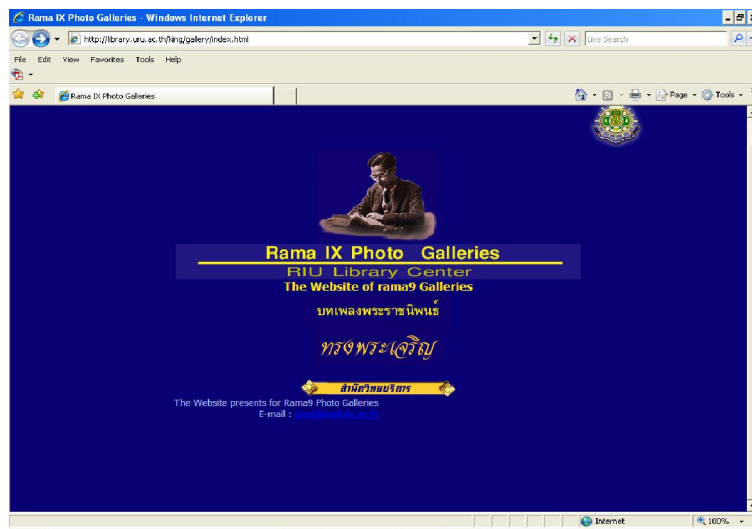 Rama IX Photo Galleries - Windows Internet Explorer
http://library.uru.ac.th/king/gallery/index.html
Live Search
File Edit View Favorites Tools Help
Rama IX Photo Galleries
Page Tools
Rama IX Photo Galleries
RIU Library Center
The Website of rama9 Galleries
บทเพลงพระราชนิพนธ์
ทรงพระเจริญ
สำนักวิทยบริการ
The Website presents for Rama9 Photo Galleries
E-mail :
Internet 100%